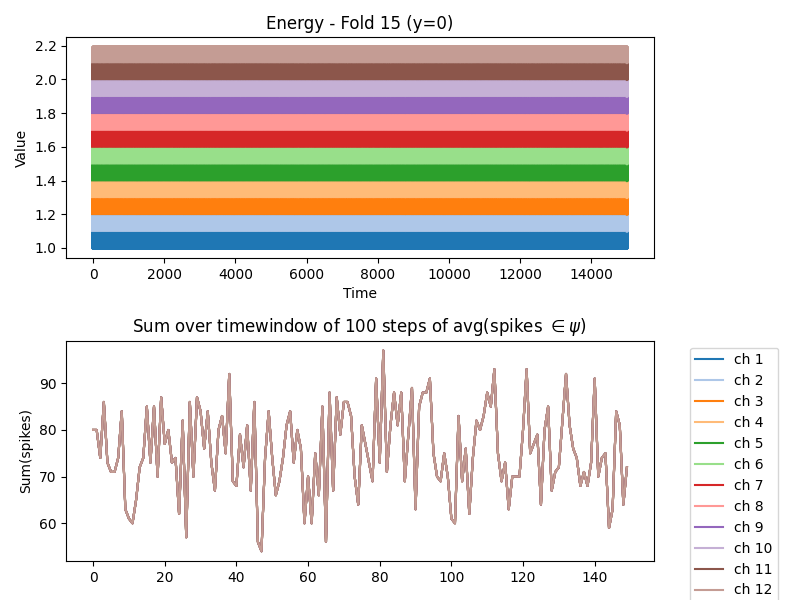 Energy - Fold 15 (y=0)
2.2
2.0
1.8
1.6
1.4
1.2
1.0
Value
0 2000 4000 6000 8000 10000 12000 14000
Time
Sum over timewindow of 100 steps of avg(spikes ∈ ψ)
90
80
70
60
Sum(spikes)
0 20 40 60 80 100 120 140
ch 1
ch 2
ch 3
ch 4
ch 5
ch 6
ch 7
ch 8
ch 9
ch 10
ch 11
ch 12